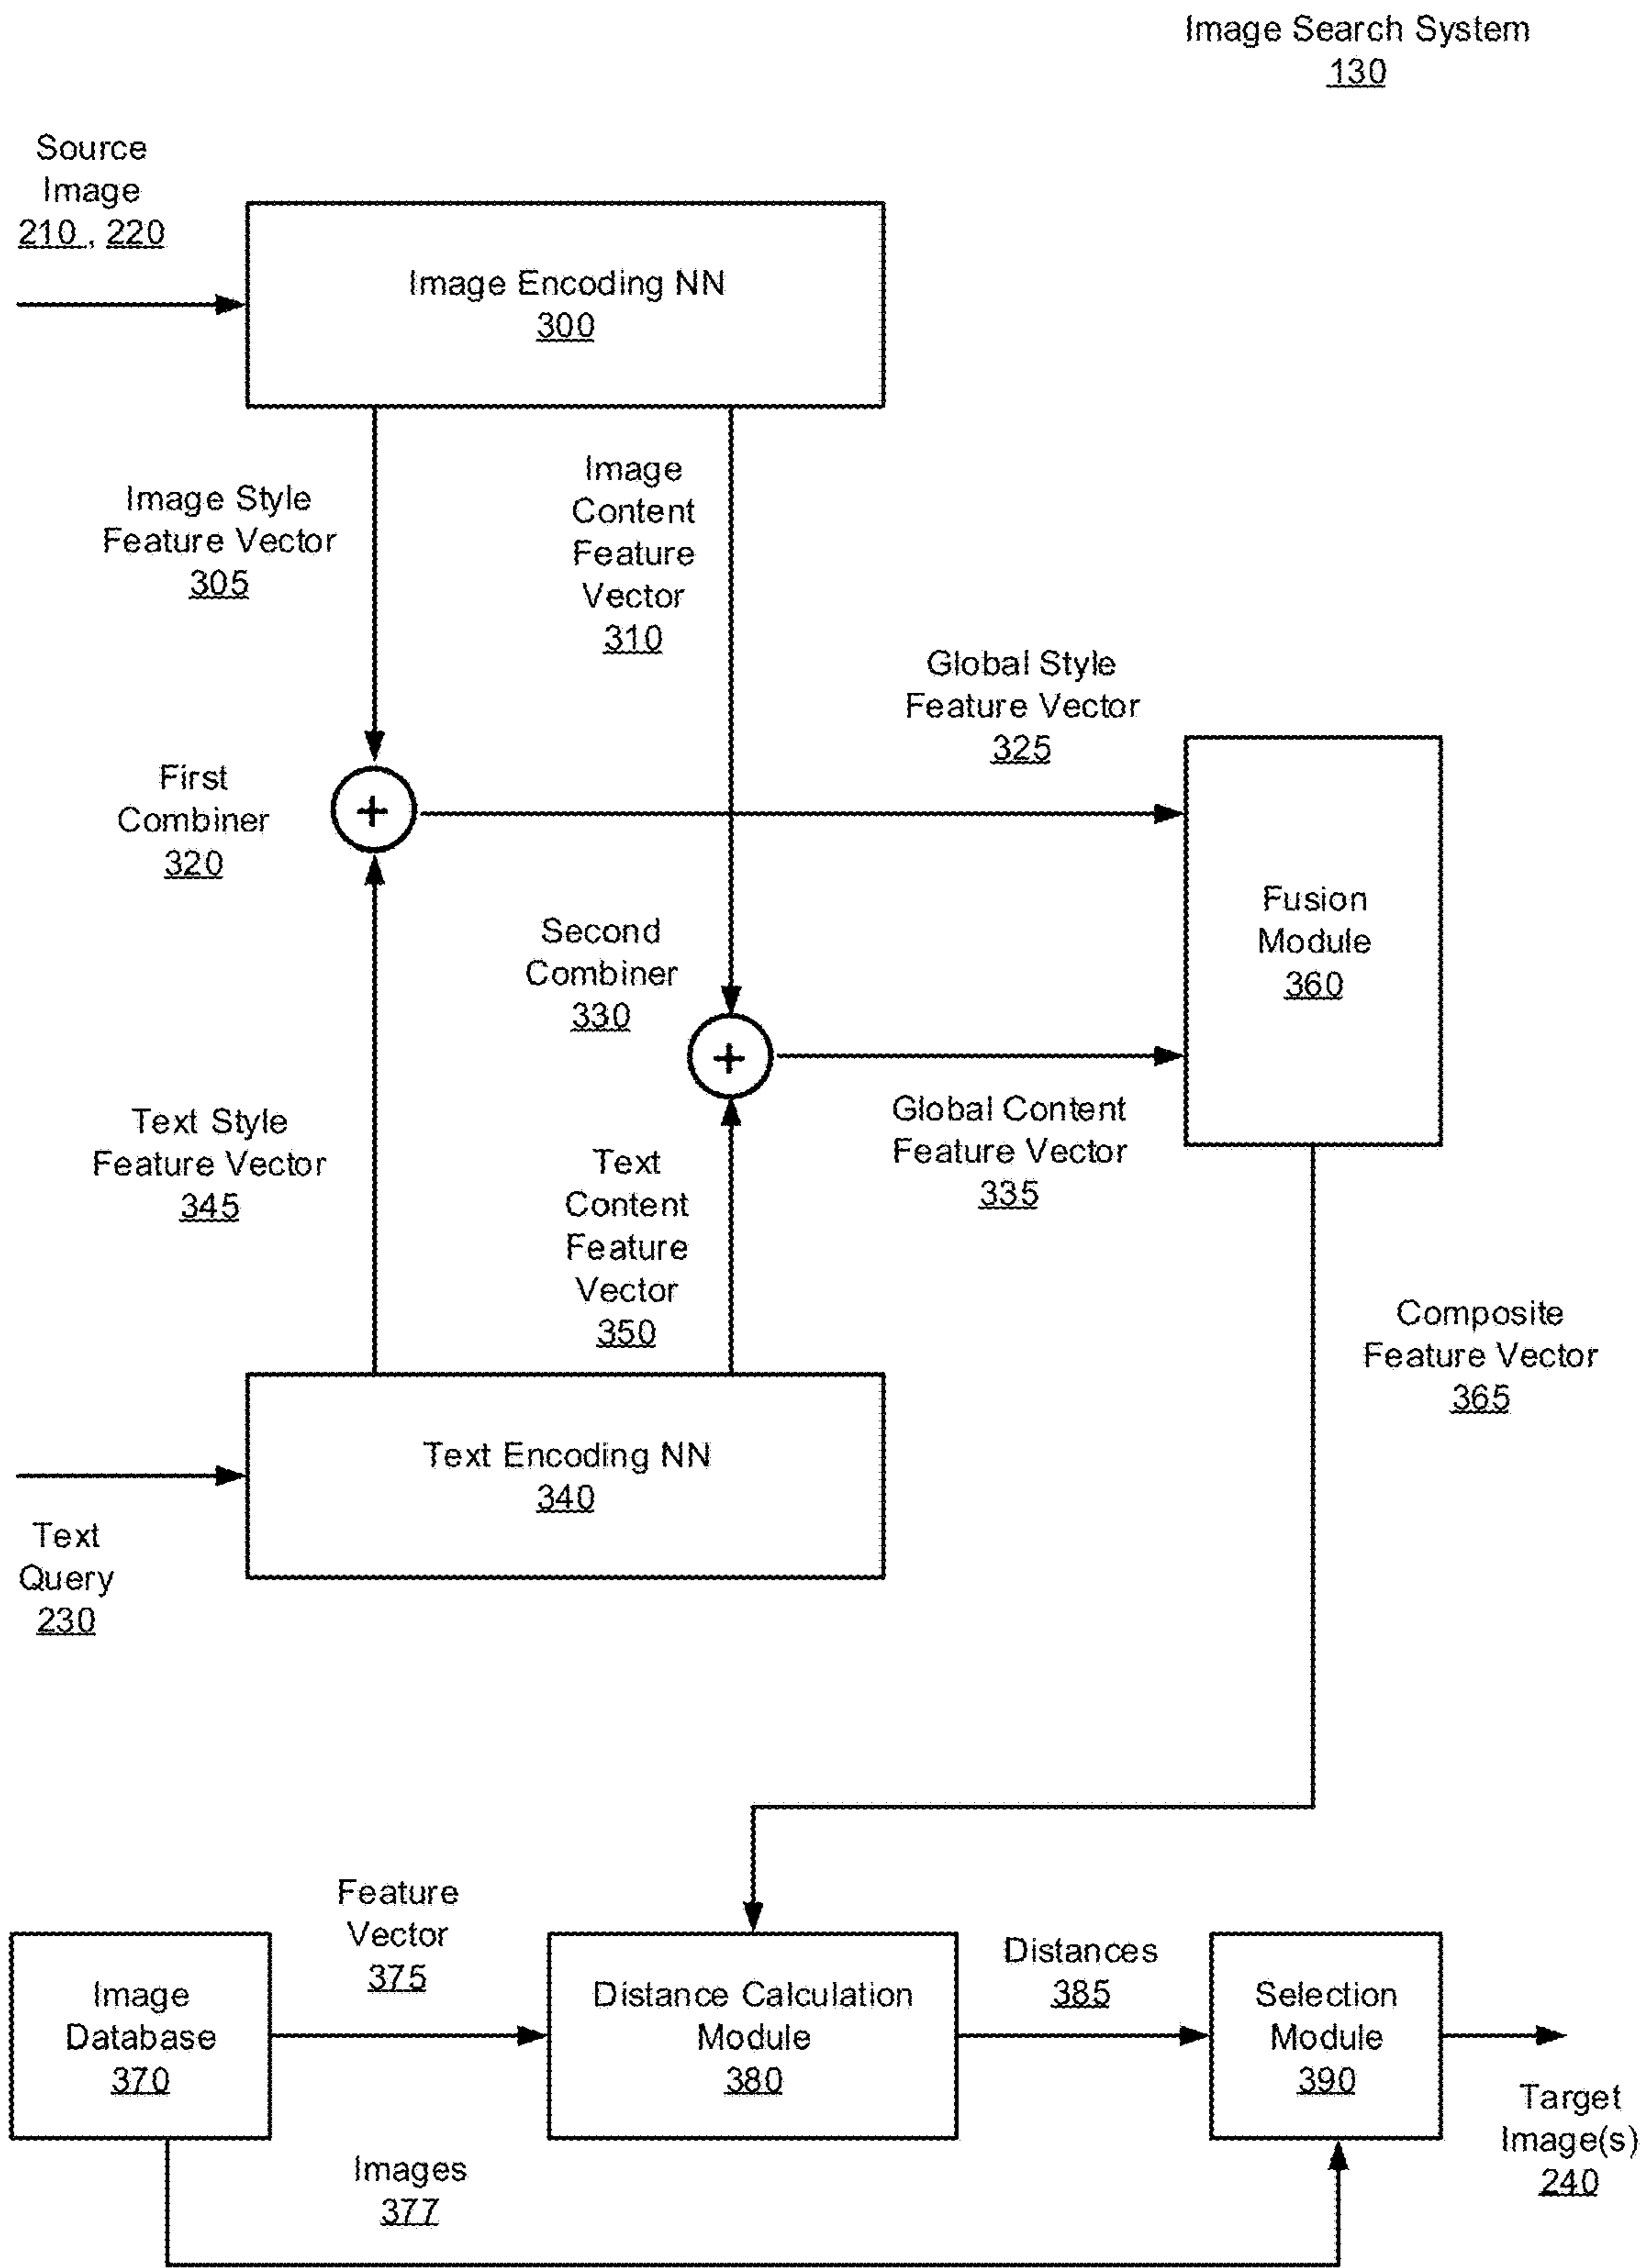 Image Search System
130
Source
Image
210, 220
Image Encoding NN
300
Image Style
Feature Vector
305
Image
Content
Feature
Vector
310
Global Style
Feature Vector
325
First
Combiner
320
+
Fusion
Module
360
Second
Combiner
330
+
Global Content
Feature Vector
335
Text Style
Feature Vector
345
Text
Content
Feature
Vector
350
Composite
Feature Vector
365
Text Encoding NN
340
Text
Query
230
Feature
Vector
375
Image
Database
370
Distance Calculation
Module
380
Distances
385
Selection
Module
390
Target
Image(s)
240
Images
377